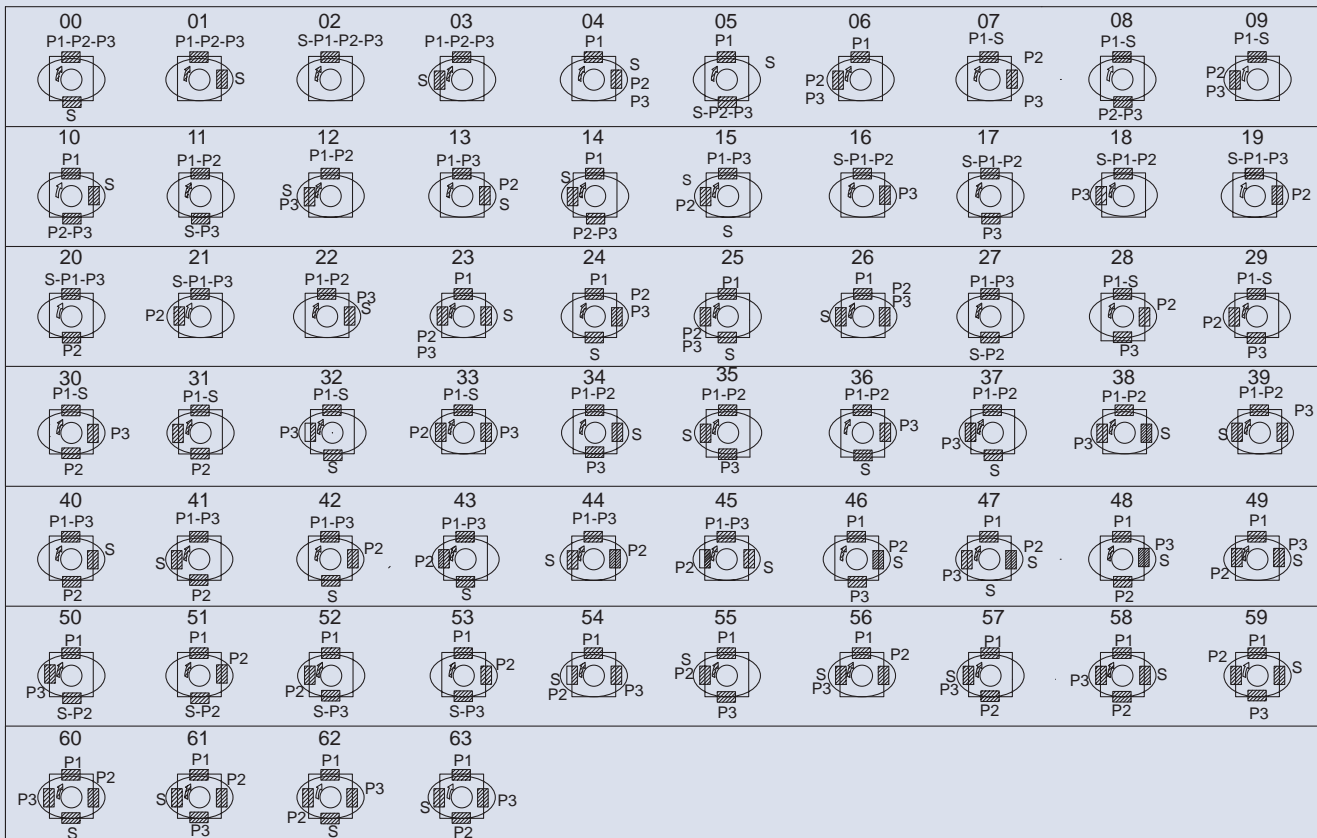 00 01 02 03 04 05 06 07 08 09
P1-P2-P3 P1-P2-P3 S-P1-P2-P3 P1-P2-P3 P1 P1 P1 P1-S P1-S P1-S
S S S S P2 P3 S P2 P3 P2 P2 P3
S S-P2-P3 P3 P2-P3
10 11 12 13 14 15 16 17 18 19
P1 P1-P2 P1-P2 P1-P3 P1 P1-P3 S-P1-P2 S-P1-P2 S-P1-P2 S-P1-P3
S S P3 P2 S S S P2 P3 P3 P2
P2-P3 S-P3 P2-P3 S P3
20 21 22 23 24 25 26 27 28 29
S-P1-P3 S-P1-P3 P1-P2 P1 P1 P1 P1 P1-P3 P1-S P1-S
P2 P3 S P2 P3 S P2 P3 P2 P3 S P2 P3 P2 P2
P2 S S S-P2 P3 P3
30 31 32 33 34 35 36 37 38 39
P1-S P1-S P1-S P1-S P1-P2 P1-P2 P1-P2 P1-P2 P1-P2 P1-P2
P3 P3 P2 P3 S S P3 P3 P3 S S P3
P2 P2 S P3 P3 S S
40 41 42 43 44 45 46 47 48 49
P1-P3 P1-P3 P1-P3 P1-P3 P1-P3 P1-P3 P1 P1 P1 P1
S S P2 P2 S P2 P2 S P2 S P3 P2 S P3 S P2 P3 S
P2 P2 S S P3 S P2
50 51 52 53 54 55 56 57 58 59
P1 P1 P1 P1 P1 P1 P1 P1 P1 P1
P3 P2 P2 P2 S P2 P3 S P2 S P3 P2 S P3 P3 S P2 S
S-P2 S-P2 S-P3 S-P3 P3 P2 P2 P3
60 61 62 63
P1 P1 P1 P1
P3 P2 S P2 P2 P3 S P3
S P3 S P2